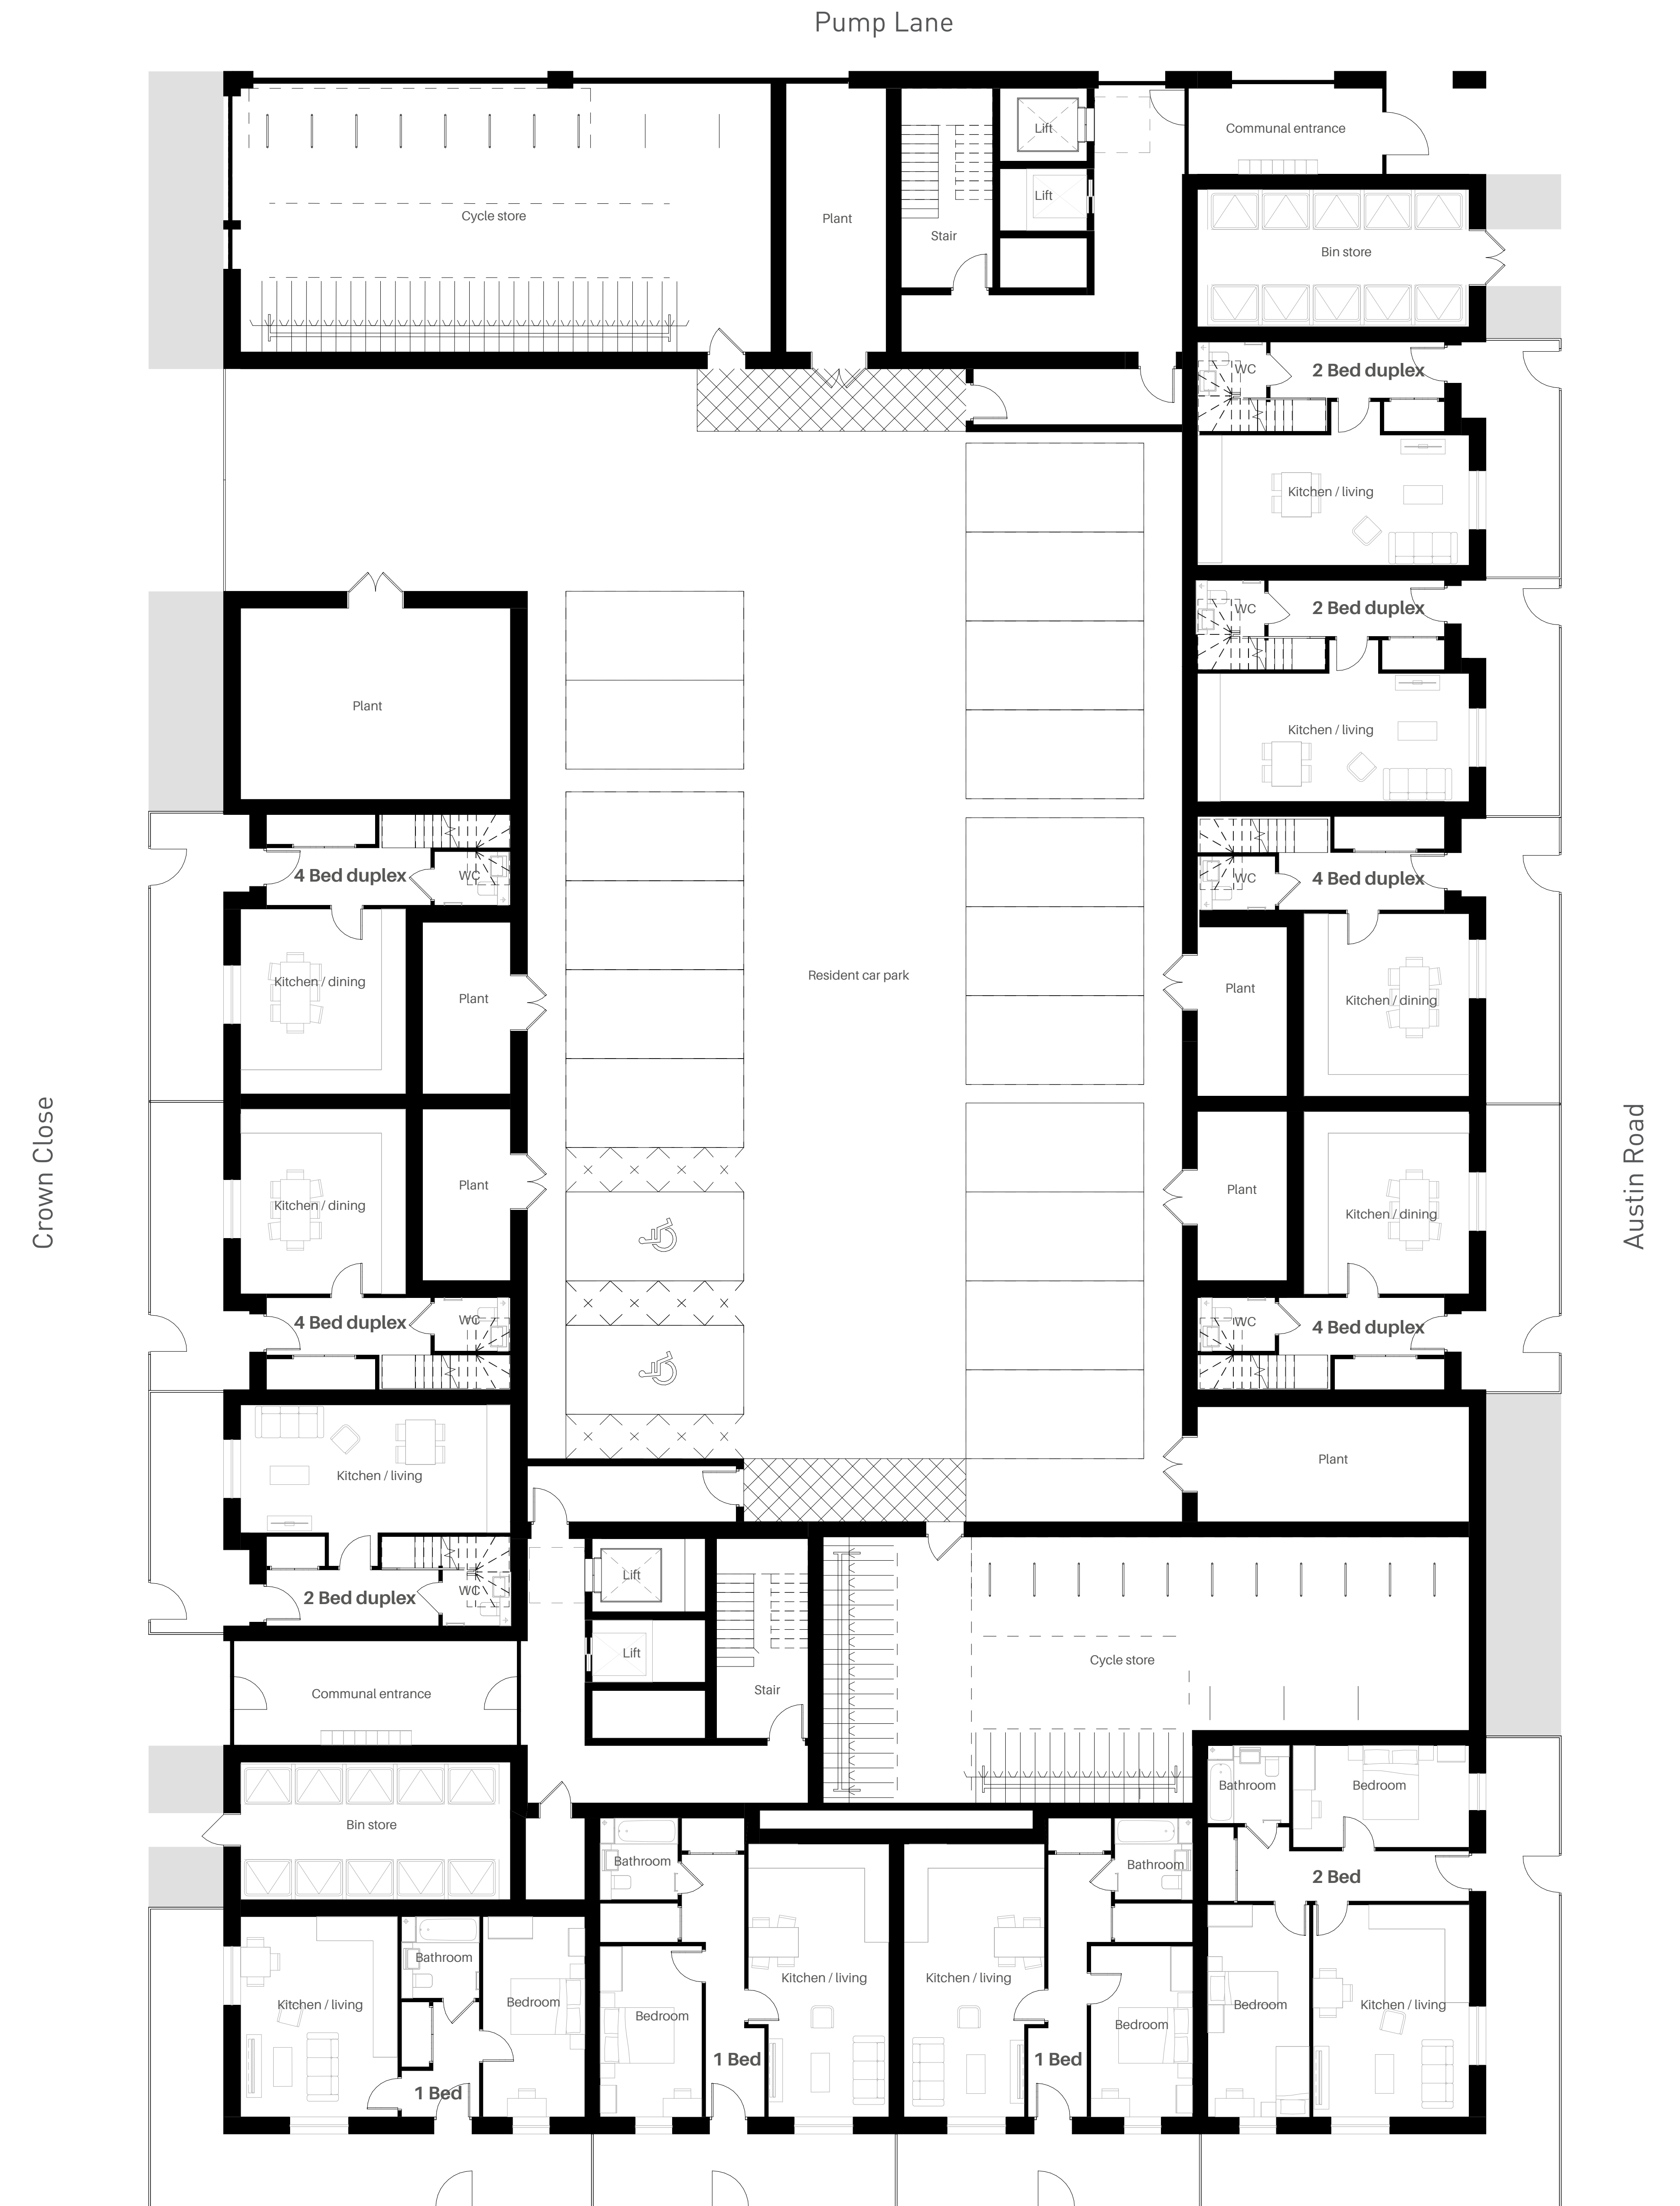 Pump Lane
Lift
Communal entrance
Lift
Cycle store
Plant
Stair
Bin store
WC
2 Bed duplex
Kitchen / living
WC
2 Bed duplex
Plant
Kitchen / living
4 Bed duplex
WC
WC
4 Bed duplex
Resident car park
Kitchen / dining
Plant
Plant
Kitchen / dining
Crown Close
Austin Road
Kitchen / dining
Plant
Plant
Kitchen / dining
4 Bed duplex
WC
WC
4 Bed duplex
Kitchen / living
Plant
2 Bed duplex
WC
Lift
Lift
Cycle store
Communal entrance
Stair
Bathroom
Bedroom
Bin store
Bathroom
Bathroom
2 Bed
Bathroom
Kitchen / living
Kitchen / living
Kitchen / living
Bedroom
Bedroom
Bedroom
Bedroom
Kitchen / living
1 Bed
1 Bed
1 Bed